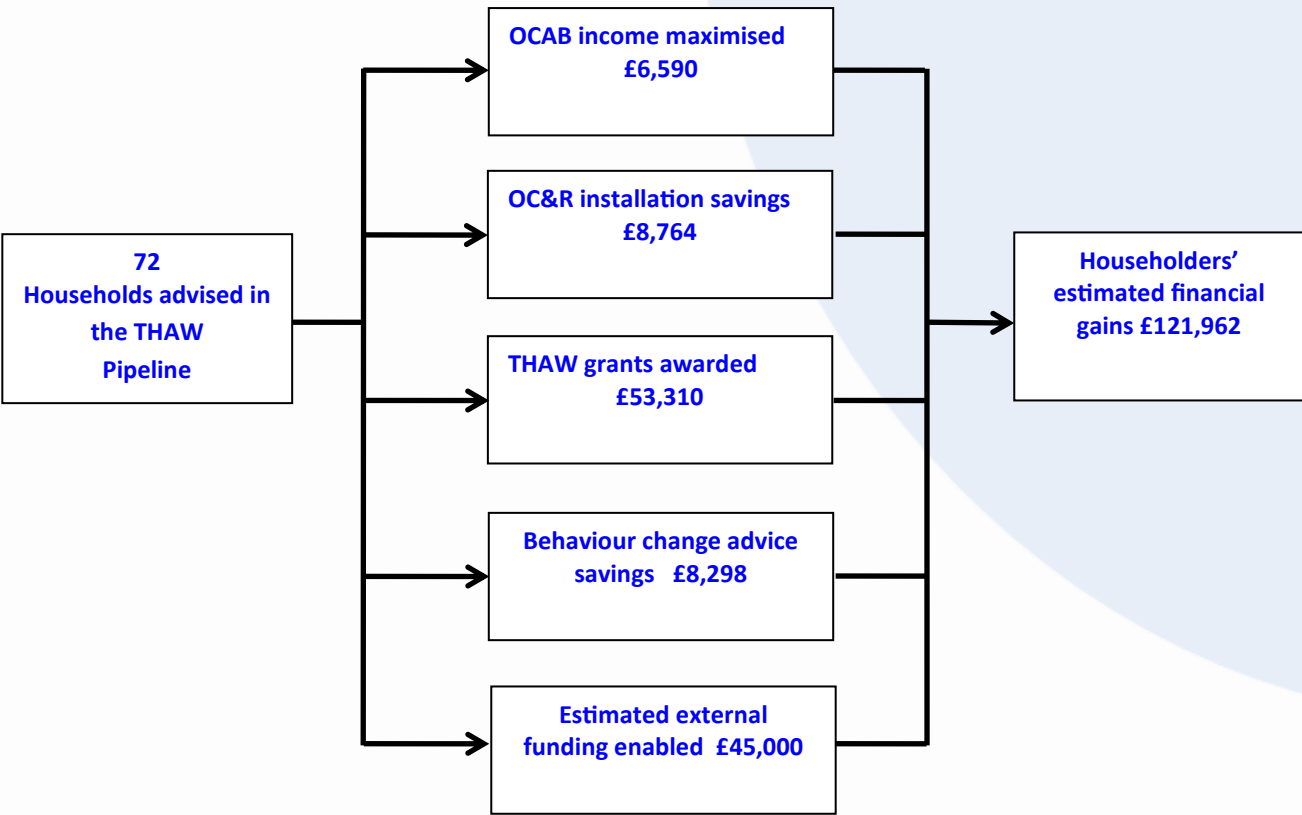 OCAB income maximised
£6,590
OC&R installation savings
£8,764
72
Households advised in
the THAW
Pipeline
Householders’
estimated financial
gains £121,962
THAW grants awarded
£53,310
Behaviour change advice
savings £8,298
Estimated external
funding enabled £45,000